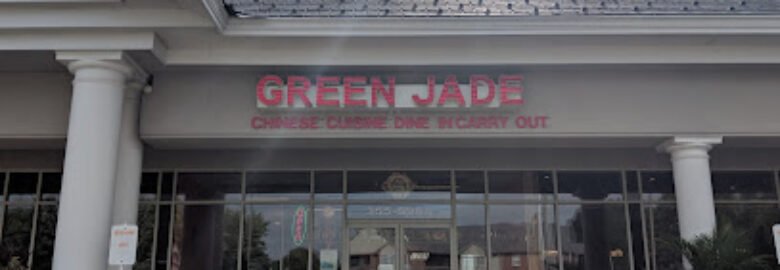 GREEN JADE
CHINESE CUISINE DINE IN CARRY OUT